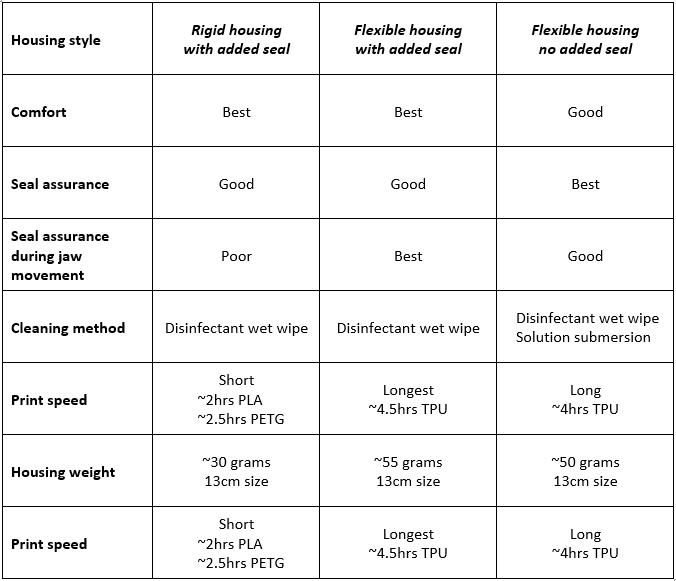 Housing style
Rigid housing
with added seal
Flexible housing
with added seal
Flexible housing
no added seal
Comfort
Best
Best
Good
Seal assurance
Good
Good
Best
Seal assurance
during jaw
movement
Poor
Best
Good
Cleaning method
Disinfectant wet wipe
Disinfectant wet wipe
Disinfectant wet wipe
Solution submersion
Print speed
Short
~2hrs PLA
~2.5hrs PETG
Longest
~4.5hrs TPU
Long
~4hrs TPU
Housing weight
~30 grams
13cm size
~55 grams
13cm size
~50 grams
13cm size
Print speed
Short
~2hrs PLA
~2.5hrs PETG
Longest
~4.5hrs TPU
Long
~4hrs TPU